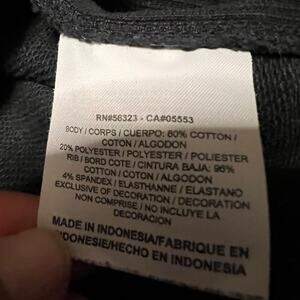 RN#56323 - CA#05553
BODY / CORPS / CUERPO: 80% COTTON /
COTON / ALGODON
20% POLYESTER / POLYESTER / POLIESTER
RIB / BORD COTE / CINTURA BAJA: 96%
COTTON / COTON / ALGODON
4% SPANDEX / ELASTHANNE / ELASTANO
EXCLUSIVE OF DECORATION / DECORATION
NON COMPRISE / NO INCLUYE LA
DECORACION
MADE IN INDONESIA/FABRIQUE EN
INDONESIE/HECHO EN INDONESIA